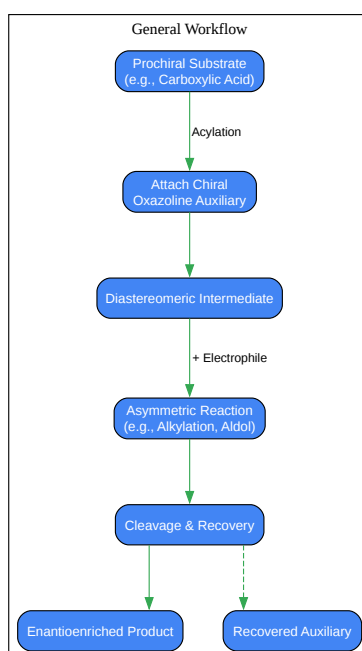 General Workflow
Prochiral Substrate
(e.g., Carboxylic Acid)
Acylation
Attach Chiral
Oxazoline Auxiliary
Diastereomeric Intermediate
+ Electrophile
Asymmetric Reaction
(e.g., Alkylation, Aldol)
Cleavage & Recovery
Enantioenriched Product
Recovered Auxiliary